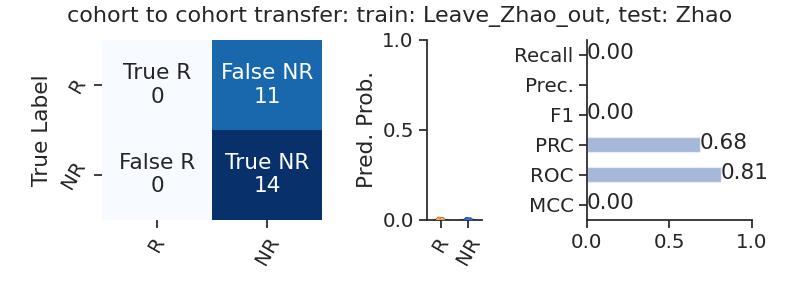 cohort to cohort transfer: train: Leave_Zhao_out, test: Zhao
True Label
R
NR
True R
0
False NR
11
False R
0
True NR
14
R
NR
Pred. Prob.
1.0
0.5
0.0
R
NR
Recall
0.00
Prec.
F1
0.00
PRC
0.68
ROC
0.81
MCC
0.00
0.0
0.5
1.0